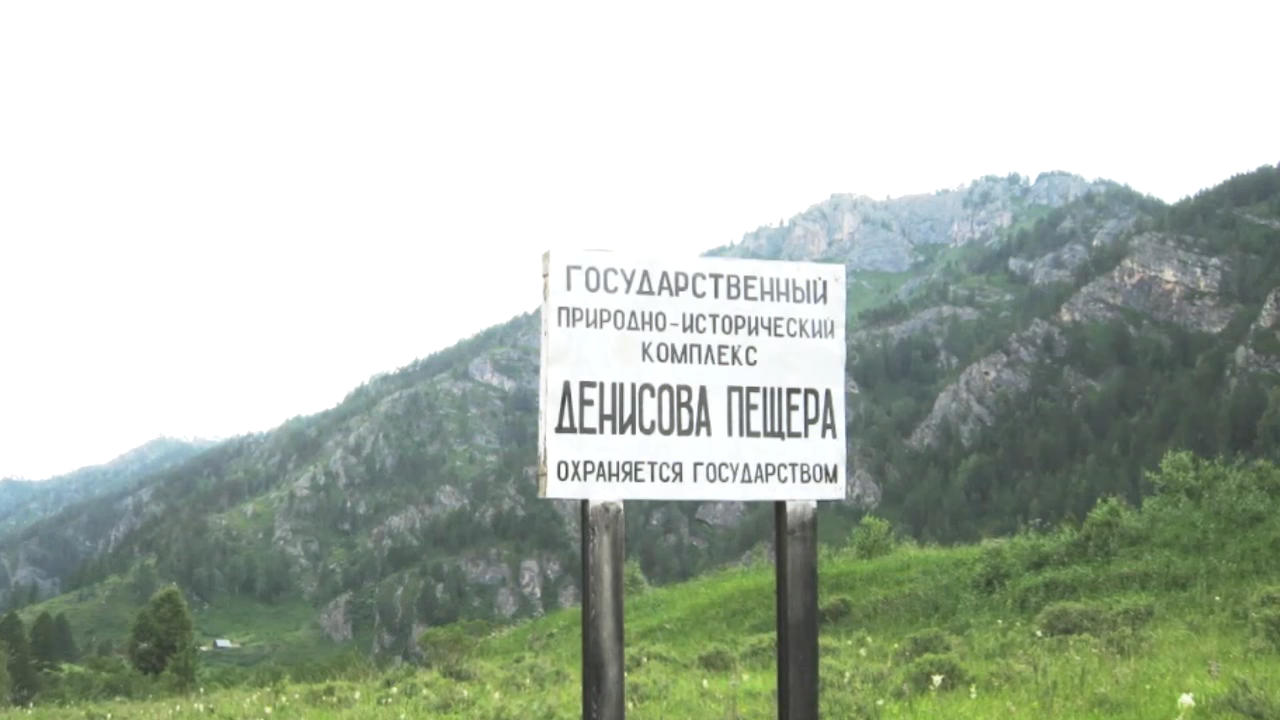 ГОСУДАРСТВЕННЫЙ
ПРИРОДНО-ИСТОРИЧЕСКИЙ
КОМПЛЕКС
ДЕНИСОВА ПЕЩЕРА
ОХРАНЯЕТСЯ ГОСУДАРСТВОМ